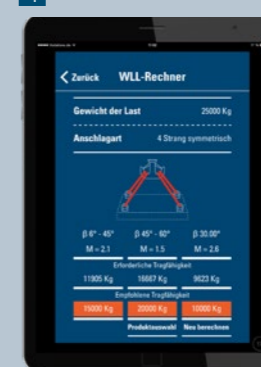 Zurück WLL-Rechner
Gewicht der Last 25000 Kg
Anschlagart 4 Strang symmetrisch
β 6° - 45° β 45° - 60° β 30.00°
M = 2.1 M = 1.5 M = 2.6
Erforderliche Tragfähigkeit
11905 Kg 16667 Kg 9623 Kg
Empfohlene Tragfähigkeit
15000 Kg 20000 Kg 10000 Kg
Produktauswahl Neu berechnen